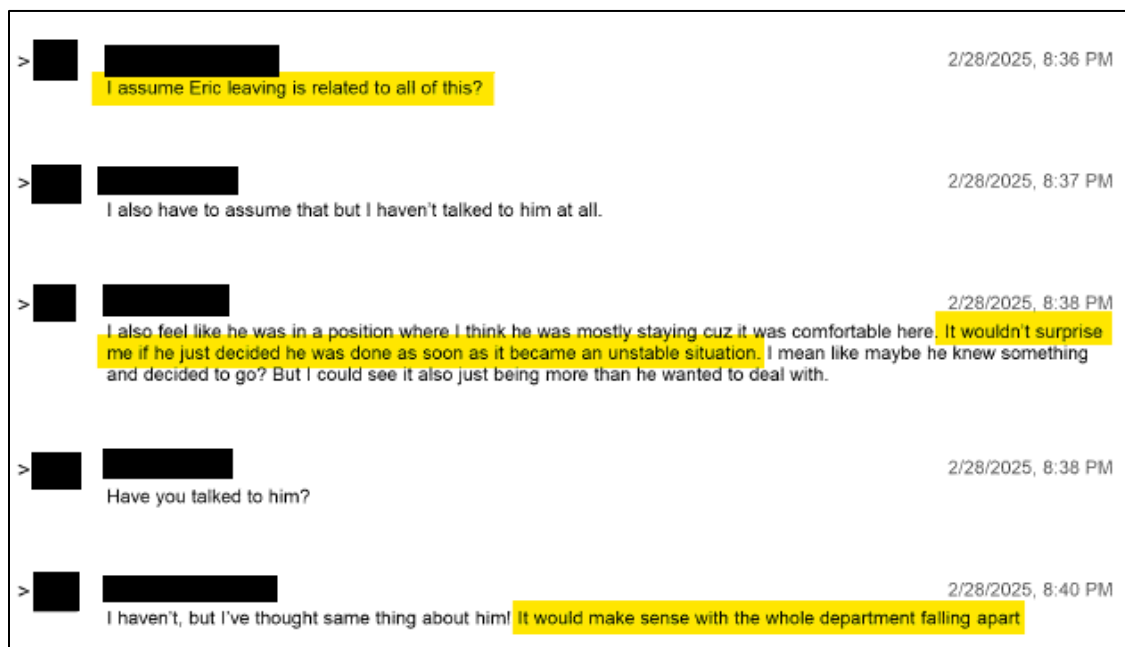 >
2/28/2025, 8:36 PM
I assume Eric leaving is related to all of this?
>
2/28/2025, 8:37 PM
I also have to assume that but I haven't talked to him at all.
>
2/28/2025, 8:38 PM
I also feel like he was in a position where I think he was mostly staying cuz it was comfortable here. It wouldn't surprise
me if he just decided he was done as soon as it became an unstable situation. I mean like maybe he knew something
and decided to go? But I could see it also just being more than he wanted to deal with.
>
2/28/2025, 8:38 PM
Have you talked to him?
>
2/28/2025, 8:40 PM
I haven't, but I've thought same thing about him! It would make sense with the whole department falling apart